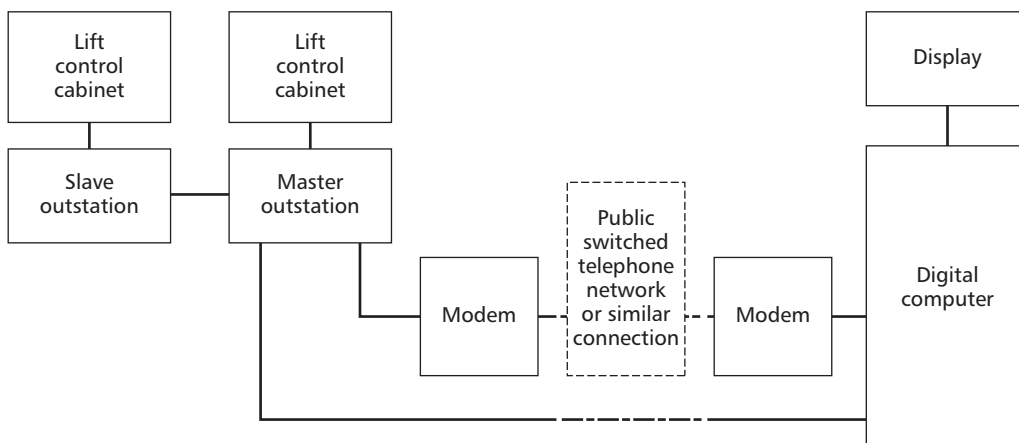 Lift
control
cabinet
Lift
control
cabinet
Display
Slave
outstation
Master
outstation
Public
switched
telephone
network
or similar
connection
Modem
Modem
Digital
computer